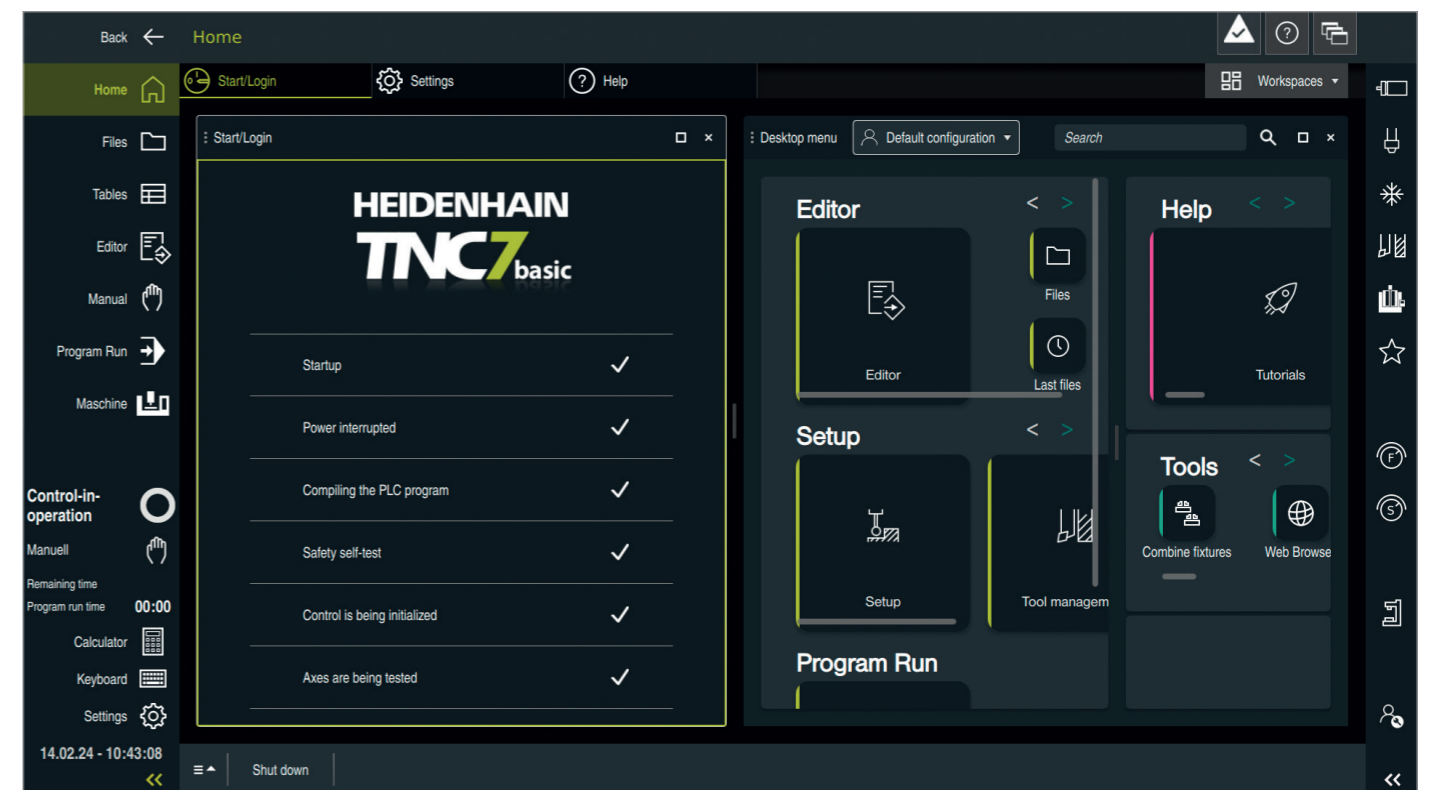 Back
Home
Home
Start/Login
Settings
? Help
Workspaces
Files
Tables
Editor
Manual
Program Run
Maschine
Control-in-
operation
Manuell
Remaining time
Program run time 00:00
Calculator
Keyboard
Settings
14.02.24 - 10:43:08
Start/Login
HEIDENHAIN
TNC7 basic
Startup
Power interrupted
Compiling the PLC program
Safety self-test
Control is being initialized
Axes are being tested
Desktop menu
Default configuration
Search
Editor
Editor
Files
Last files
Help
Tutorials
Setup
Setup
Tool managem
Tools
Combine fixtures
Web Browse
Program Run
F
S
Shut down